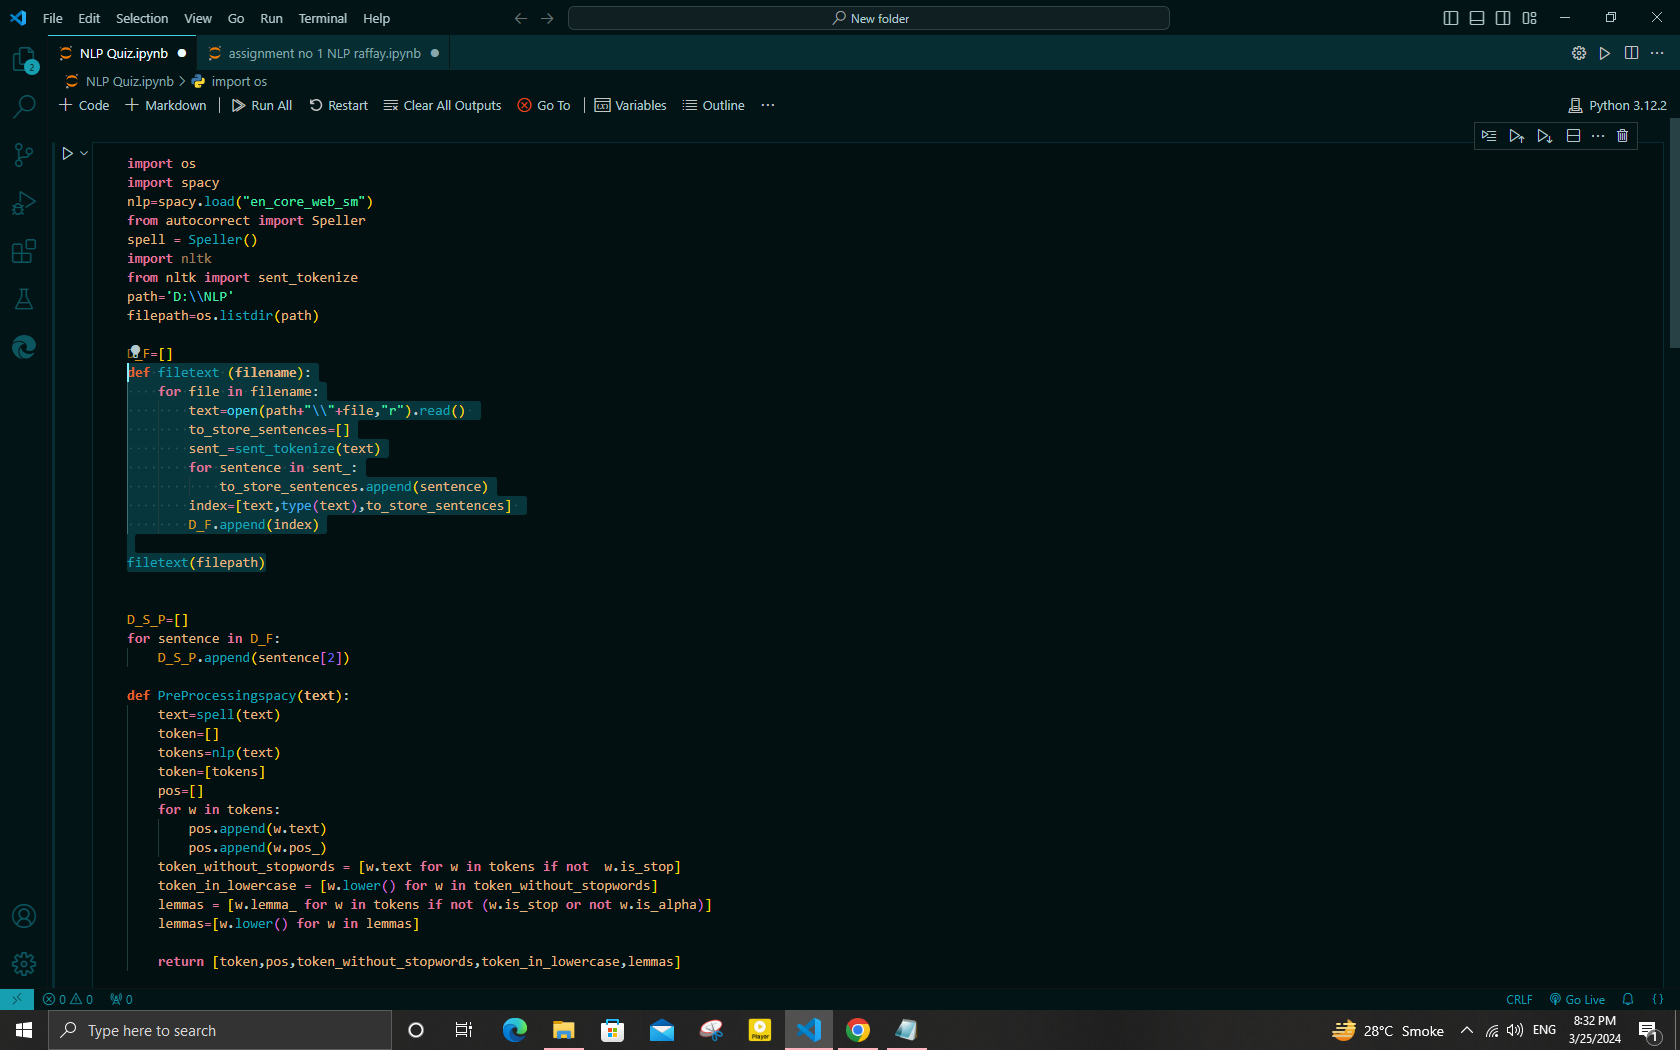 File Edit Selection View Go Run Terminal Help New folder
NLP Quiz.ipynb assignment no 1 NLP raffay.ipynb
2
NLP Quiz.ipynb > import os
+ Code + Markdown Run All Restart Clear All Outputs Go To Variables Outline ... Python 3.12.2
import os
import spacy
nlp=spacy.load("en_core_web_sm")
from autocorrect import Speller
spell = Speller()
import nltk
from nltk import sent_tokenize
path='D:\\NLP'
filepath=os.listdir(path)
D_F=[]
def filetext (filename):
    for file in filename:
        text=open(path+"\\"+file,"r").read()
        to_store_sentences=[]
        sent_=sent_tokenize(text)
        for sentence in sent_:
            to_store_sentences.append(sentence)
        index=[text,type(text),to_store_sentences]
        D_F.append(index)
filetext(filepath)
D_S_P=[]
for sentence in D_F:
    D_S_P.append(sentence[2])
def PreProcessingspacy(text):
    text=spell(text)
    token=[]
    tokens=nlp(text)
    token=[tokens]
    pos=[]
    for w in tokens:
        pos.append(w.text)
        pos.append(w.pos_)
    token_without_stopwords = [w.text for w in tokens if not  w.is_stop]
    token_in_lowercase = [w.lower() for w in token_without_stopwords]
    lemmas = [w.lemma_ for w in tokens if not (w.is_stop or not w.is_alpha)]
    lemmas=[w.lower() for w in lemmas]
    return [token,pos,token_without_stopwords,token_in_lowercase,lemmas]
0 0 0 CRLF Go Live {}
Type here to search Player 28°C Smoke ENG 8:32 PM
3/25/2024 1